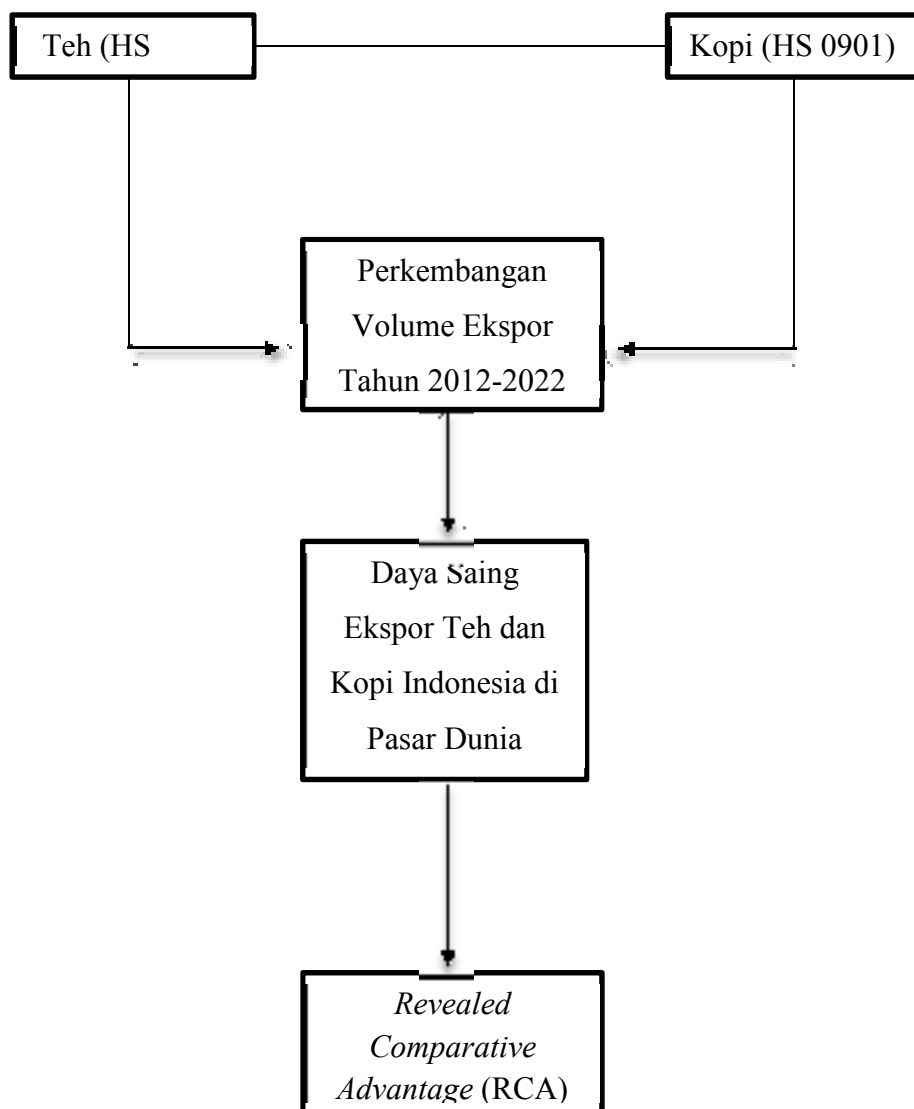 Teh (HS
Kopi (HS 0901)
Perkembangan
Volume Ekspor
Tahun 2012-2022
Daya Saing
Ekspor Teh dan
Kopi Indonesia di
Pasar Dunia
Revealed
Comparative
Advantage (RCA)